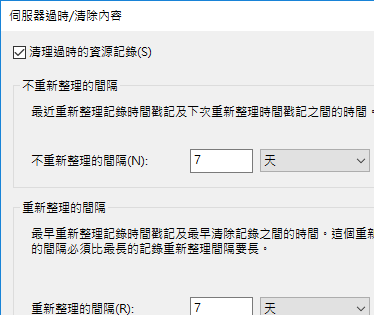 伺服器過時/清除內容
清理過時的資源記錄(S)
不重新整理的間隔
最近重新整理記錄時間戳記及下次重新整理時間戳記之間的時間。
不重新整理的間隔(N):
7
天
重新整理的間隔
最早重新整理記錄時間戳記及最早清除記錄之間的時間。這個重新
的間隔必須比最長的記錄重新整理間隔要長。
重新整理的間隔(R):
7
天